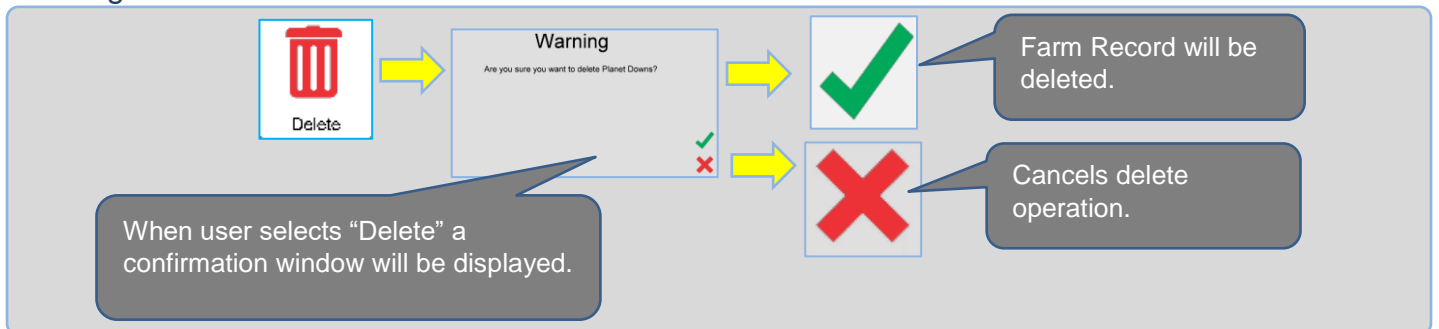 Delete
Warning
Are you sure you want to delete Planet Downs?
Farm Record will be
deleted.
Cancels delete
operation.
When user selects “Delete” a
confirmation window will be displayed.